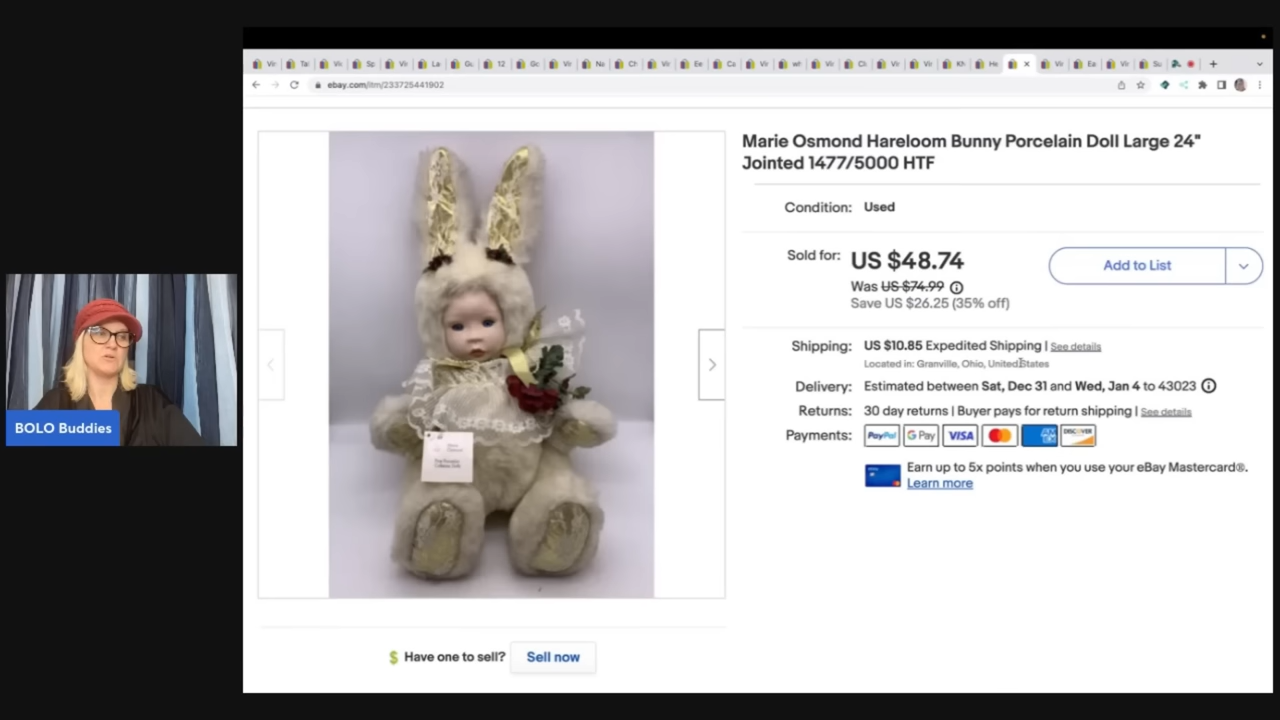 ebay.com/itm/233725441902
Marie Osmond Hareloom Bunny Porcelain Doll Large 24"
Jointed 1477/5000 HTF
Condition: Used
Sold for: US $48.74
Was US $74.99
Save US $26.25 (35% off)
Add to List
Shipping: US $10.85 Expedited Shipping | See details
Located in: Granville, Ohio, United States
Delivery: Estimated between Sat, Dec 31 and Wed, Jan 4 to 43023
Returns: 30 day returns | Buyer pays for return shipping | See details
Payments: PayPal G Pay VISA DISCOVER
Earn up to 5x points when you use your eBay Mastercard®.
Learn more
BOLO Buddies
$ Have one to sell? Sell now